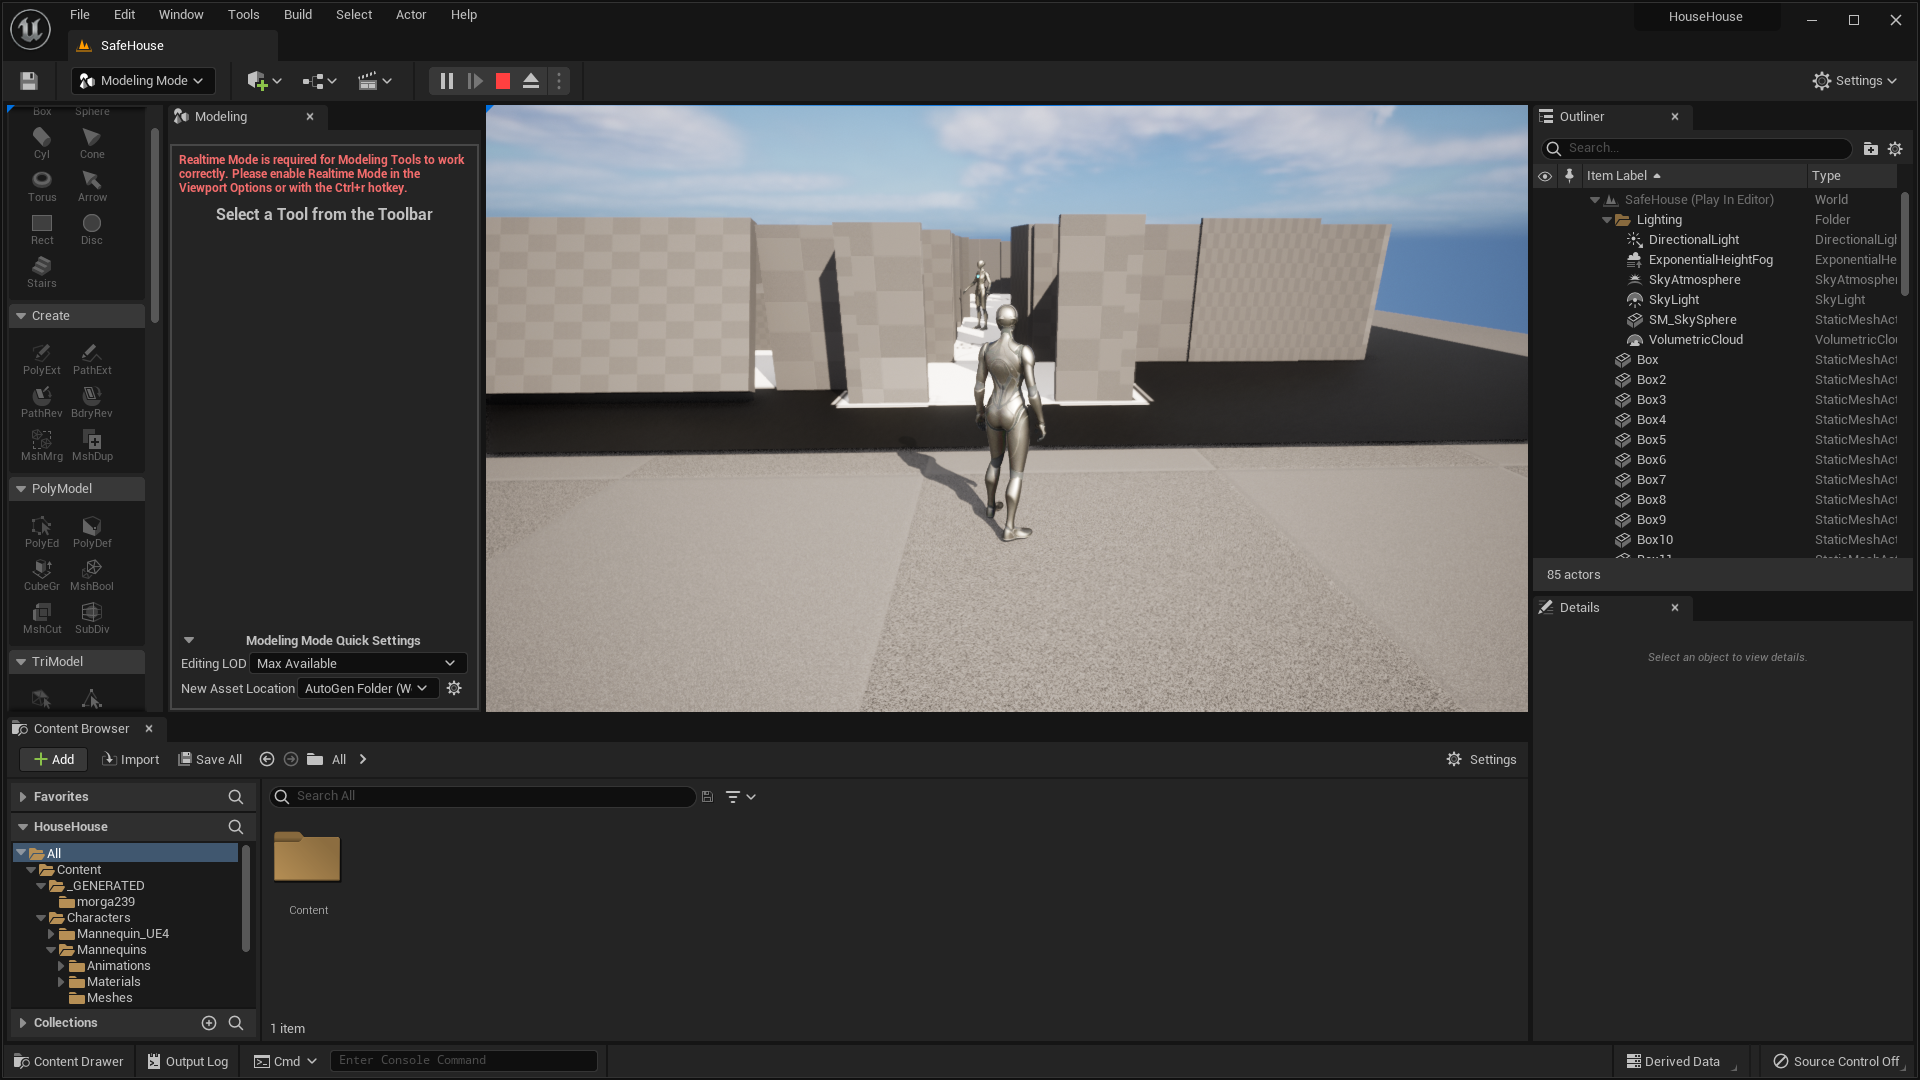 File Edit Window Tools Build Select Actor Help
HouseHouse
SafeHouse
Modeling Mode
Settings
Box Sphere
Cyl Cone
Torus Arrow
Rect Disc
Stairs
Create
PolyExt PathExt
PathRev BdryRev
MshMrg MshDup
PolyModel
PolyEd PolyDef
CubeGr MshBool
MshCut SubDiv
TriModel
Modeling
Realtime Mode is required for Modeling Tools to work
correctly. Please enable Realtime Mode in the
Viewport Options or with the Ctrl+r hotkey.
Select a Tool from the Toolbar
Modeling Mode Quick Settings
Editing LOD Max Available
New Asset Location AutoGen Folder (W
Outliner
Search...
Item Label Type
SafeHouse (Play In Editor) World
Lighting Folder
DirectionalLight DirectionalLigh
ExponentialHeightFog ExponentialHe
SkyAtmosphere SkyAtmospher
SkyLight SkyLight
SM_SkySphere StaticMeshAct
VolumetricCloud VolumetricClou
Box StaticMeshAct
Box2 StaticMeshAct
Box3 StaticMeshAct
Box4 StaticMeshAct
Box5 StaticMeshAct
Box6 StaticMeshAct
Box7 StaticMeshAct
Box8 StaticMeshAct
Box9 StaticMeshAct
Box10 StaticMeshAct
Box11 StaticMeshAct
85 actors
Details
Select an object to view details.
Content Browser
Add Import Save All All Settings
Favorites
HouseHouse
All
Content
_GENERATED
morga239
Characters
Mannequin_UE4
Mannequins
Animations
Materials
Meshes
Collections
Search All
Content
1 item
Content Drawer Output Log Cmd Enter Console Command Derived Data Source Control Off